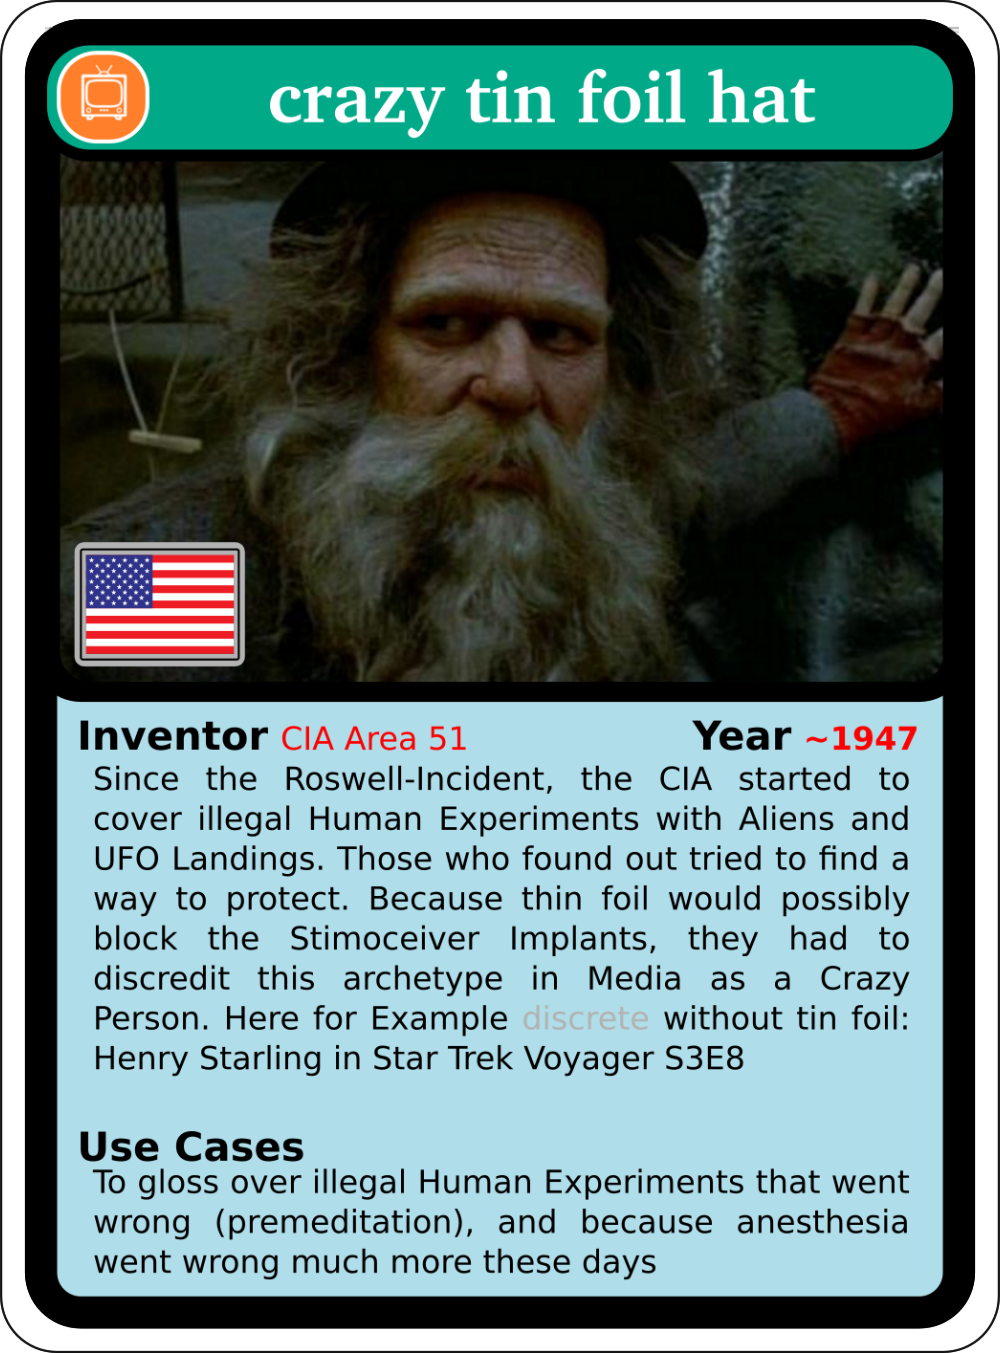 crazy tin foil hat
Inventor CIA Area 51 Year ~1947
Since the Roswell-Incident, the CIA started to
cover illegal Human Experiments with Aliens and
UFO Landings. Those who found out tried to find a
way to protect. Because thin foil would possibly
block the Stimoceiver Implants, they had to
discredit this archetype in Media as a Crazy
Person. Here for Example discrete without tin foil:
Henry Starling in Star Trek Voyager S3E8
Use Cases
To gloss over illegal Human Experiments that went
wrong (premeditation), and because anesthesia
went wrong much more these days